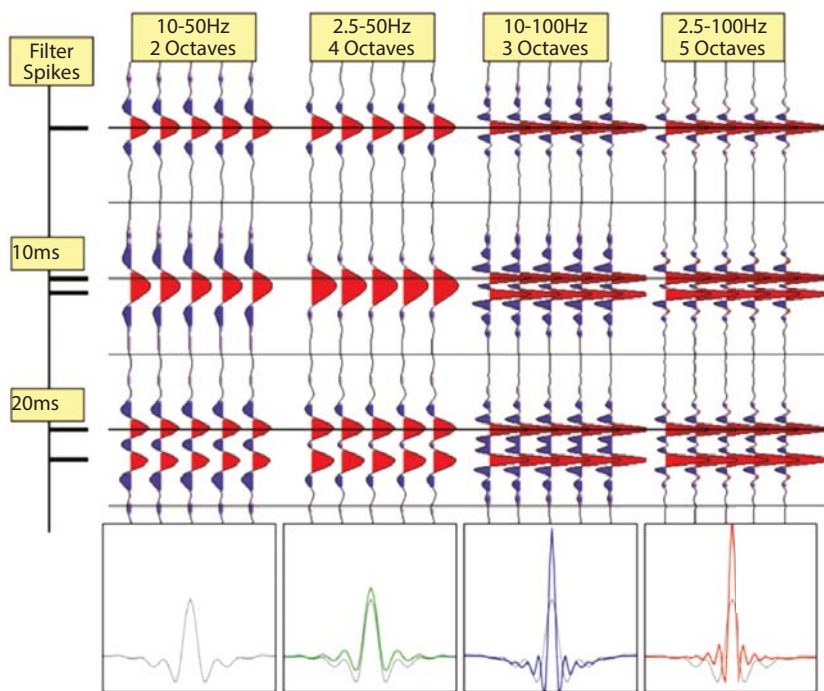 Filter
Spikes
10-50Hz
2 Octaves
2.5-50Hz
4 Octaves
10-100Hz
3 Octaves
2.5-100Hz
5 Octaves
10ms
20ms